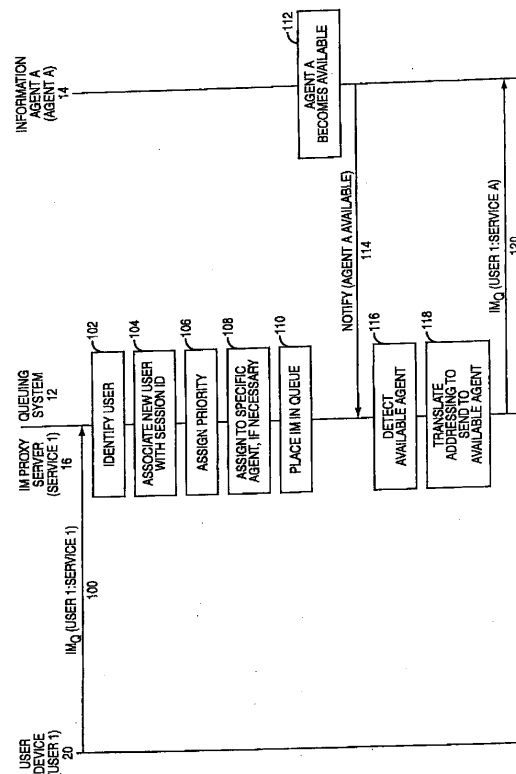 USER
DEVICE
(USER 1)
20
IM PROXY
SERVER
(SERVICE 1)
16
QUEUING
SYSTEM
12
INFORMATION
AGENT A
(AGENT A)
14
IMQ (USER 1:SERVICE 1)
100
102
IDENTIFY USER
104
ASSOCIATE NEW USER
WITH SESSION ID
106
ASSIGN PRIORITY
108
ASSIGN TO SPECIFIC
AGENT, IF NECESSARY
110
PLACE IM IN QUEUE
112
AGENT A
BECOMES AVAILABLE
NOTIFY (AGENT A AVAILABLE)
114
116
DETECT
AVAILABLE AGENT
118
TRANSLATE
ADDRESSING TO
SEND TO
AVAILABLE AGENT
IMQ (USER 1:SERVICE A)
120